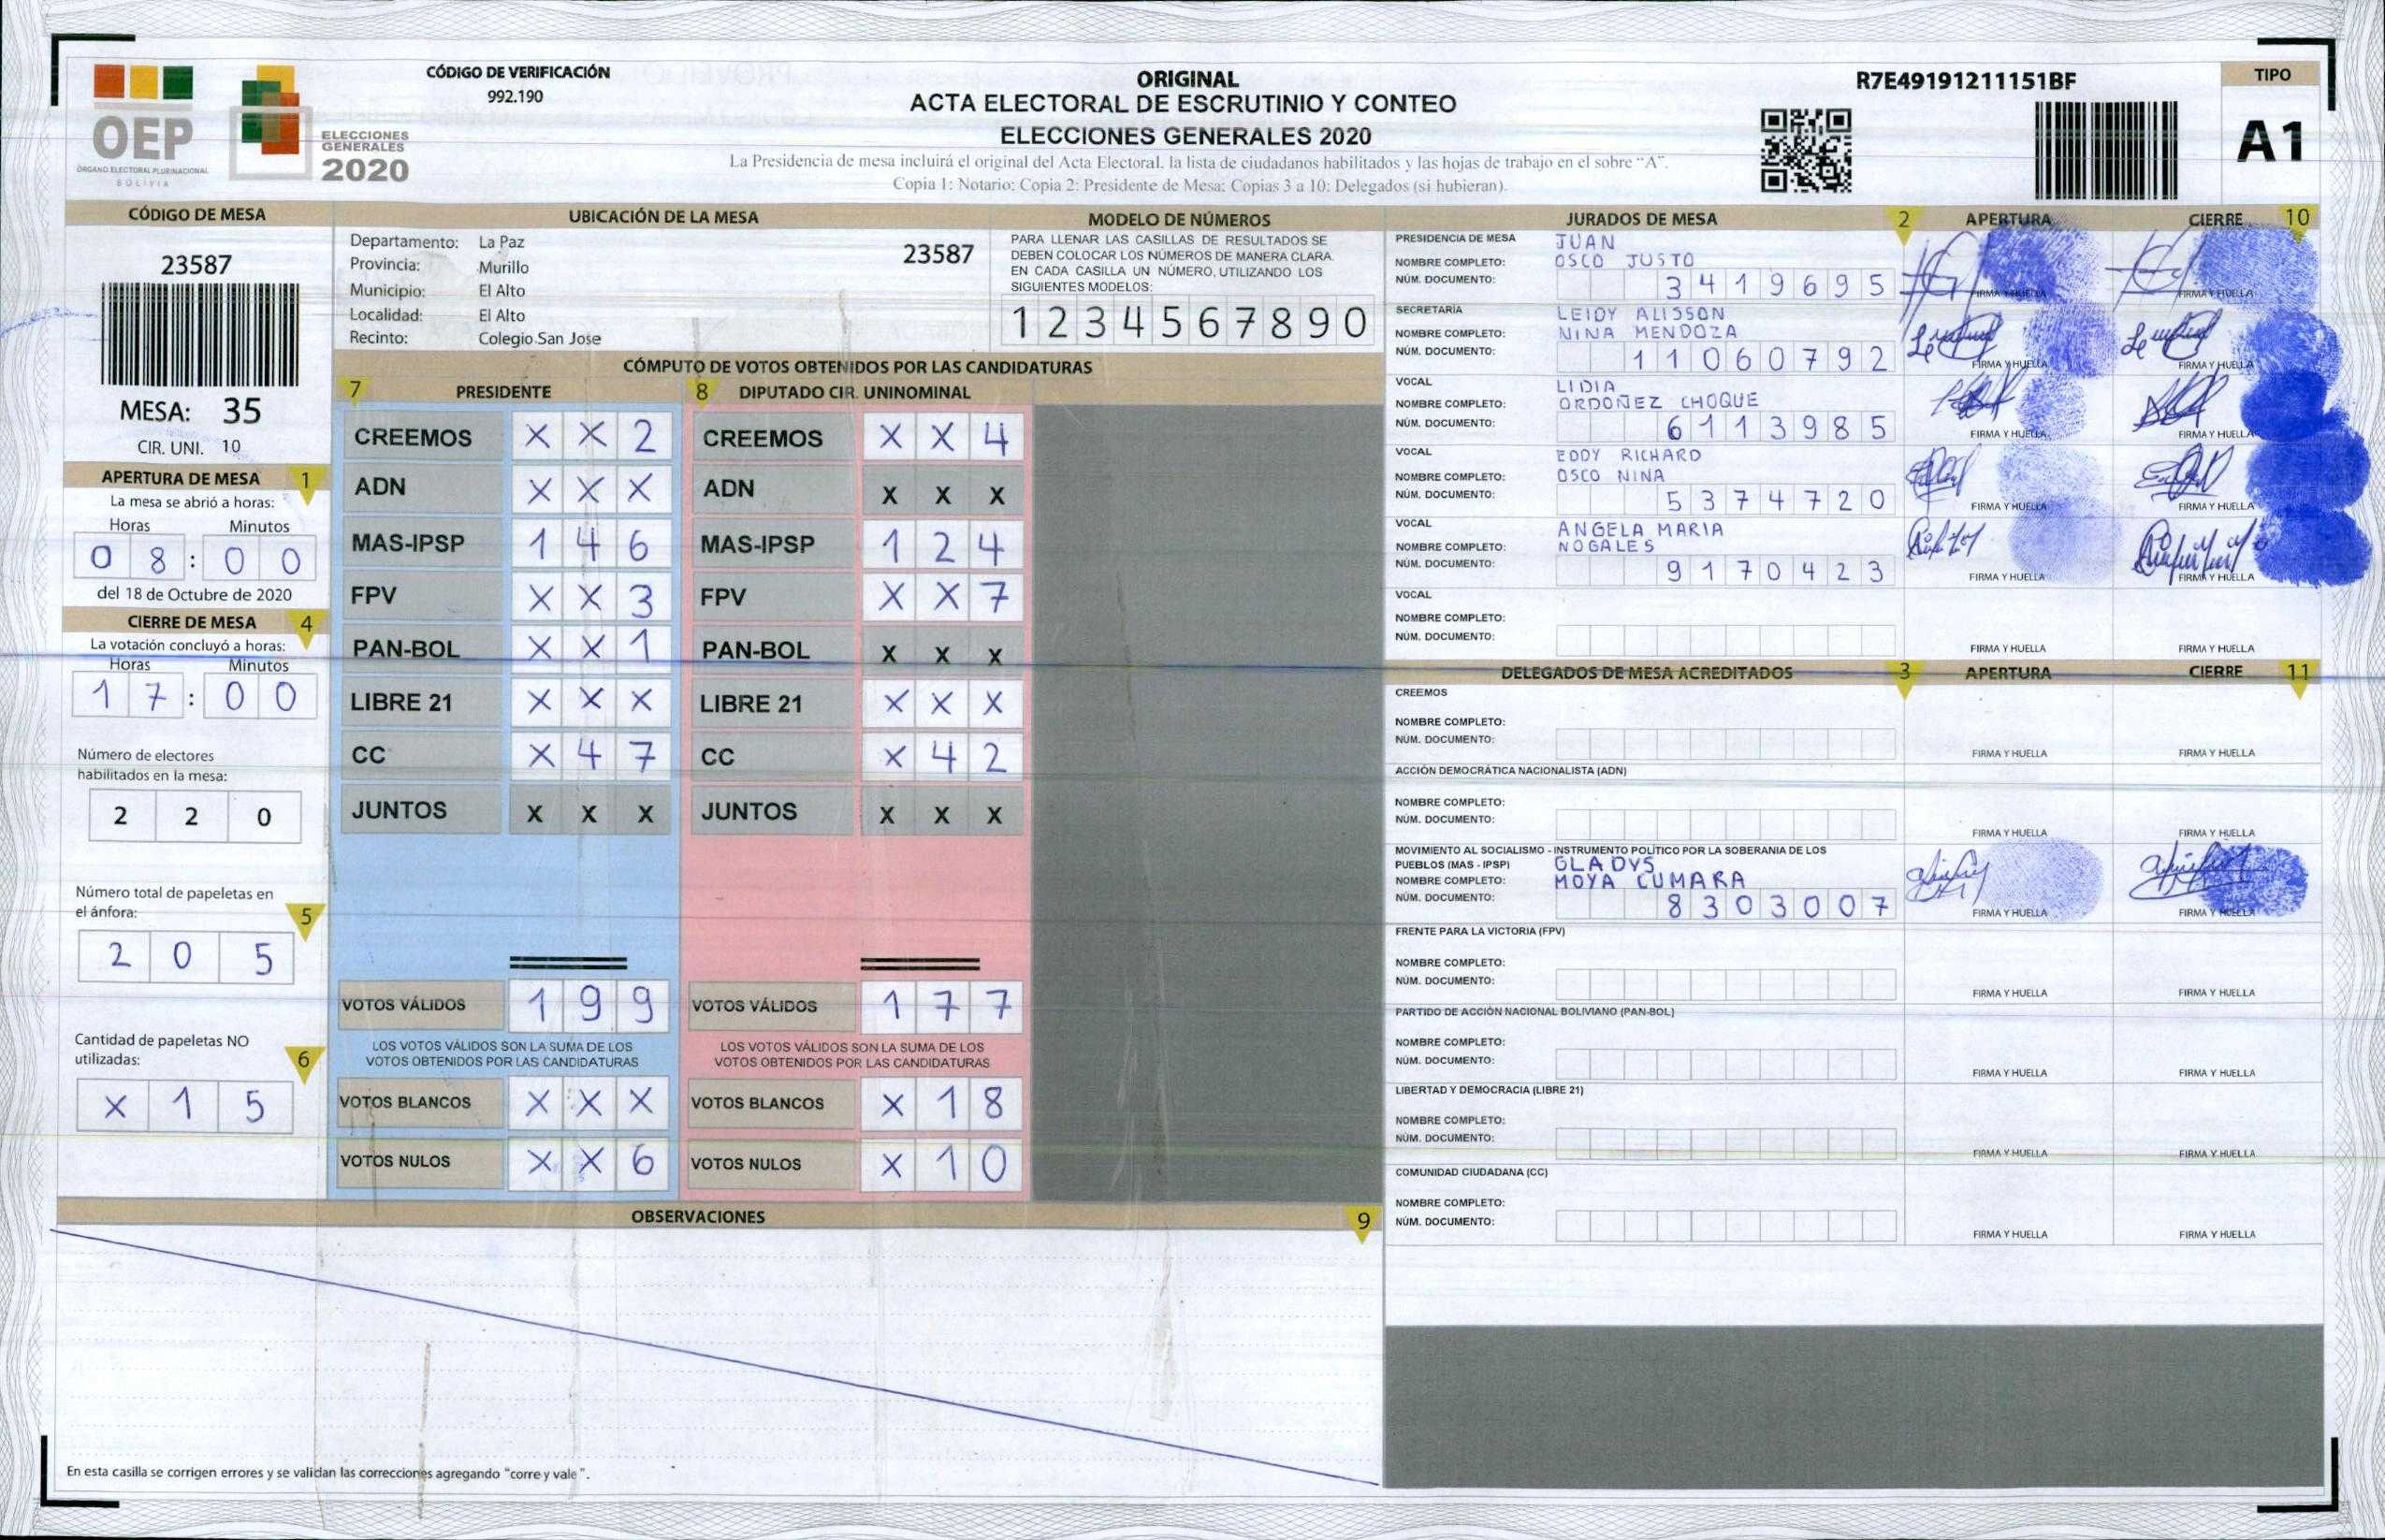 OEP
ÓRGANO ELECTORAL PLURINACIONAL
BOLIVIA
ELECCIONES
GENERALES
2020
CÓDIGO DE VERIFICACIÓN
992.190
ORIGINAL
ACTA ELECTORAL DE ESCRUTINIO Y CONTEO
ELECCIONES GENERALES 2020
La Presidencia de mesa incluirá el original del Acta Electoral, la lista de ciudadanos habilitados y las hojas de trabajo en el sobre "A".
Copia 1: Notario; Copia 2: Presidente de Mesa; Copias 3 a 10: Delegados (si hubieran).
R7E49191211151BF
TIPO
A1
CÓDIGO DE MESA
23587
MESA: 35
CIR. UNI. 10
APERTURA DE MESA 1
La mesa se abrió a horas:
Horas Minutos
0 8 : 0 0
del 18 de Octubre de 2020
CIERRE DE MESA 4
La votación concluyó a horas:
Horas Minutos
1 7 : 0 0
Número de electores
habilitados en la mesa:
2 2 0
Número total de papeletas en
el ánfora: 5
2 0 5
Cantidad de papeletas NO
utilizadas: 6
X 1 5
UBICACIÓN DE LA MESA
Departamento: La Paz 23587
Provincia: Murillo
Municipio: El Alto
Localidad: El Alto
Recinto: Colegio San Jose
MODELO DE NÚMEROS
PARA LLENAR LAS CASILLAS DE RESULTADOS SE
DEBEN COLOCAR LOS NÚMEROS DE MANERA CLARA.
EN CADA CASILLA UN NÚMERO, UTILIZANDO LOS
SIGUIENTES MODELOS:
1 2 3 4 5 6 7 8 9 0
CÓMPUTO DE VOTOS OBTENIDOS POR LAS CANDIDATURAS
7 PRESIDENTE 8 DIPUTADO CIR. UNINOMINAL
CREEMOS X X 2 CREEMOS X X 4
ADN X X X ADN X X X
MAS-IPSP 1 4 6 MAS-IPSP 1 2 4
FPV X X 3 FPV X X 7
PAN-BOL X X 1 PAN-BOL X X X
LIBRE 21 X X X LIBRE 21 X X X
CC X 4 7 CC X 4 2
JUNTOS X X X JUNTOS X X X
VOTOS VÁLIDOS 1 9 9 VOTOS VÁLIDOS 1 7 7
LOS VOTOS VÁLIDOS SON LA SUMA DE LOS LOS VOTOS VÁLIDOS SON LA SUMA DE LOS
VOTOS OBTENIDOS POR LAS CANDIDATURAS VOTOS OBTENIDOS POR LAS CANDIDATURAS
VOTOS BLANCOS X X X VOTOS BLANCOS X 1 8
VOTOS NULOS X X 6 VOTOS NULOS X 1 0
OBSERVACIONES 9
En esta casilla se corrigen errores y se validan las correcciones agregando "corre y vale".
JURADOS DE MESA 2 APERTURA CIERRE 10
PRESIDENCIA DE MESA JUAN
NOMBRE COMPLETO: OSCO JUSTO
NÚM. DOCUMENTO: 3 4 1 9 6 9 5
FIRMA Y HUELLA FIRMA Y HUELLA
SECRETARÍA LEIDY ALISSON
NOMBRE COMPLETO: NINA MENDOZA
NÚM. DOCUMENTO: 1 1 0 6 0 7 9 2
FIRMA Y HUELLA FIRMA Y HUELLA
VOCAL LIDIA
NOMBRE COMPLETO: ORDOÑEZ CHOQUE
NÚM. DOCUMENTO: 6 1 1 3 9 8 5
FIRMA Y HUELLA FIRMA Y HUELLA
VOCAL EDDY RICHARD
NOMBRE COMPLETO: OSCO NINA
NÚM. DOCUMENTO: 5 3 7 4 7 2 0
FIRMA Y HUELLA FIRMA Y HUELLA
VOCAL ANGELA MARIA
NOMBRE COMPLETO: NOGALES
NÚM. DOCUMENTO: 9 1 7 0 4 2 3
FIRMA Y HUELLA FIRMA Y HUELLA
VOCAL
NOMBRE COMPLETO:
NÚM. DOCUMENTO:
FIRMA Y HUELLA FIRMA Y HUELLA
DELEGADOS DE MESA ACREDITADOS 3 APERTURA CIERRE 11
CREEMOS
NOMBRE COMPLETO:
NÚM. DOCUMENTO:
FIRMA Y HUELLA FIRMA Y HUELLA
ACCIÓN DEMOCRÁTICA NACIONALISTA (ADN)
NOMBRE COMPLETO:
NÚM. DOCUMENTO:
FIRMA Y HUELLA FIRMA Y HUELLA
MOVIMIENTO AL SOCIALISMO - INSTRUMENTO POLÍTICO POR LA SOBERANIA DE LOS
PUEBLOS (MAS - IPSP) GLADYS
NOMBRE COMPLETO: MOYA CUMARA
NÚM. DOCUMENTO: 8 3 0 3 0 0 7
FIRMA Y HUELLA FIRMA Y HUELLA
FRENTE PARA LA VICTORIA (FPV)
NOMBRE COMPLETO:
NÚM. DOCUMENTO:
FIRMA Y HUELLA FIRMA Y HUELLA
PARTIDO DE ACCIÓN NACIONAL BOLIVIANO (PAN-BOL)
NOMBRE COMPLETO:
NÚM. DOCUMENTO:
FIRMA Y HUELLA FIRMA Y HUELLA
LIBERTAD Y DEMOCRACIA (LIBRE 21)
NOMBRE COMPLETO:
NÚM. DOCUMENTO:
FIRMA Y HUELLA FIRMA Y HUELLA
COMUNIDAD CIUDADANA (CC)
NOMBRE COMPLETO:
NÚM. DOCUMENTO:
FIRMA Y HUELLA FIRMA Y HUELLA